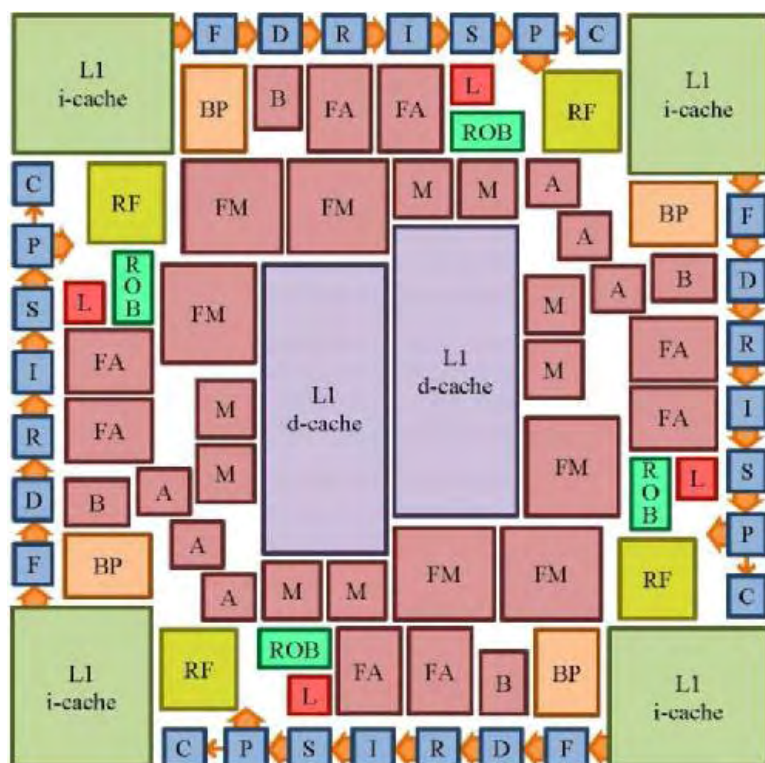 L1
i-cache
F D R I S P C
L1
i-cache
BP B FA FA L
ROB
RF
C
RF
FM FM M M A
BP
F
P
A
ROB
L
S
FM
A
B
D
M
FA
L1
d-cache
L1
d-cache
FA
R
I
M
M
FA
FA
I
R
M
FM
ROB
L
S
D
B
A
A
BP
F
A
M M
FM FM
RF
P
C
L1
i-cache
RF
ROB
L
FA FA B BP
L1
i-cache
C P S I R D F